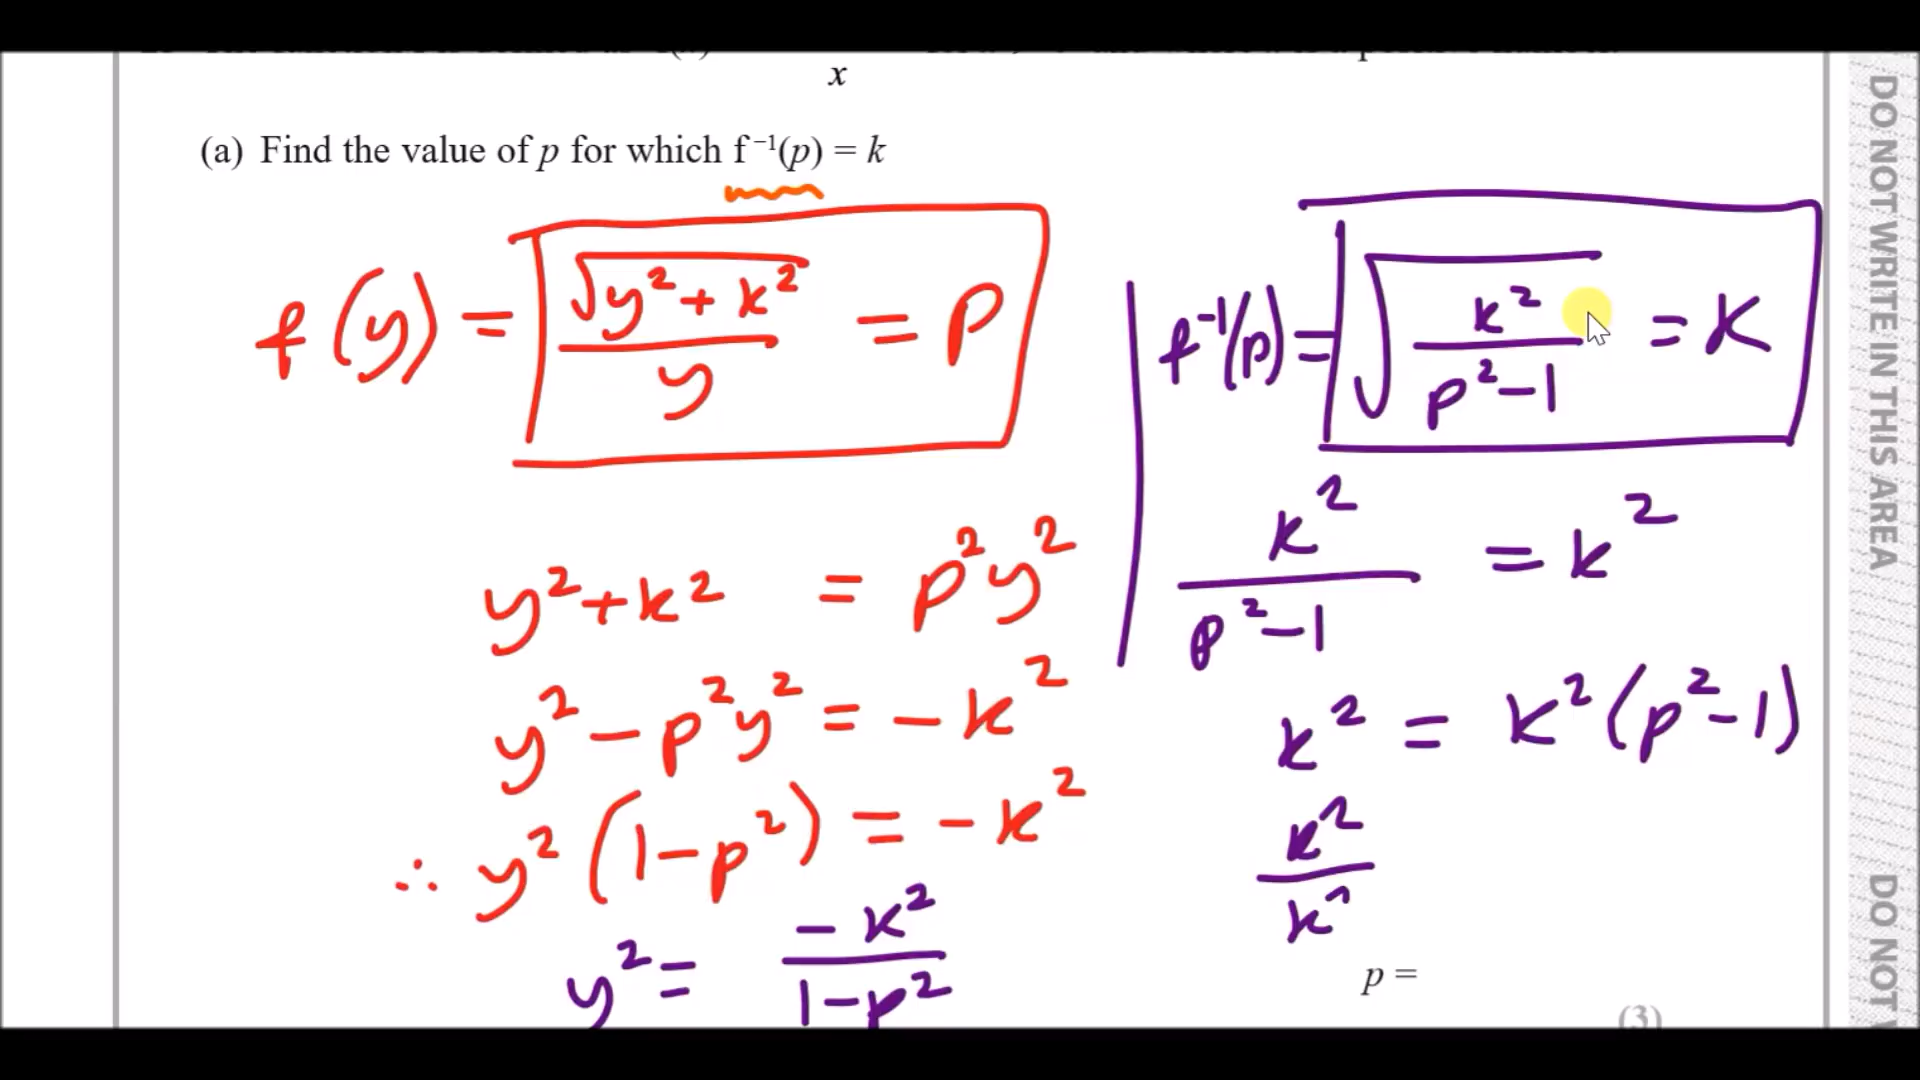 x
(a) Find the value of p for which f⁻¹(p) = k
f(y) = √(y² + k²) / y = p
f⁻¹(p) = √(k² / (p² − 1)) = k
y² + k² = p²y²
k² / (p² − 1) = k²
y² − p²y² = −k²
k² = k²(p² − 1)
∴ y²(1 − p²) = −k²
k² / k²
y² = −k² / (1 − p²)
p =
(3)
DO NOT WRITE IN THIS AREA
DO NOT